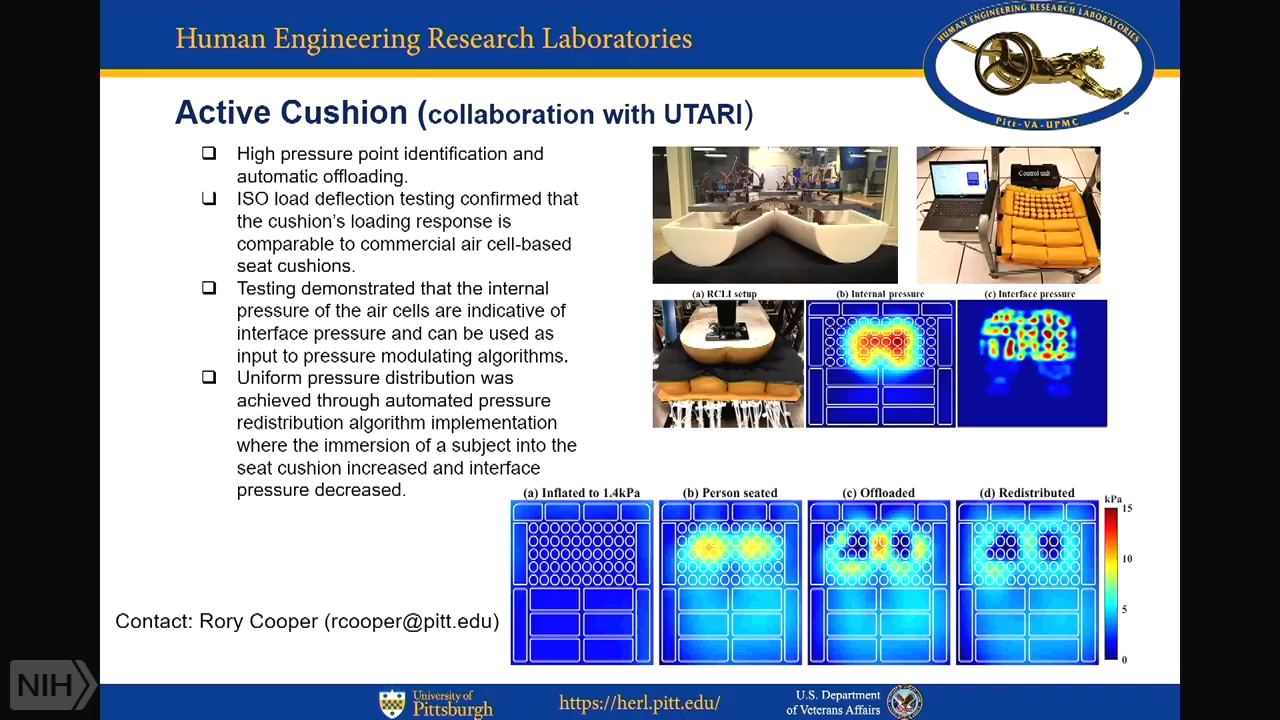 Human Engineering Research Laboratories
HUMAN ENGINEERING RESEARCH LABORATORIES
Pitt-VA-UPMC
Active Cushion (collaboration with UTARI)
❑ High pressure point identification and
automatic offloading.
❑ ISO load deflection testing confirmed that
the cushion’s loading response is
comparable to commercial air cell-based
seat cushions.
❑ Testing demonstrated that the internal
pressure of the air cells are indicative of
interface pressure and can be used as
input to pressure modulating algorithms.
❑ Uniform pressure distribution was
achieved through automated pressure
redistribution algorithm implementation
where the immersion of a subject into the
seat cushion increased and interface
pressure decreased.
Control unit
(a) RCLI setup
(b) Internal pressure
(c) Interface pressure
(a) Inflated to 1.4kPa
(b) Person seated
(c) Offloaded
(d) Redistributed
kPa
15
10
5
0
Contact: Rory Cooper (rcooper@pitt.edu)
NIH
University of
Pittsburgh
https://herl.pitt.edu/
U.S. Department
of Veterans Affairs